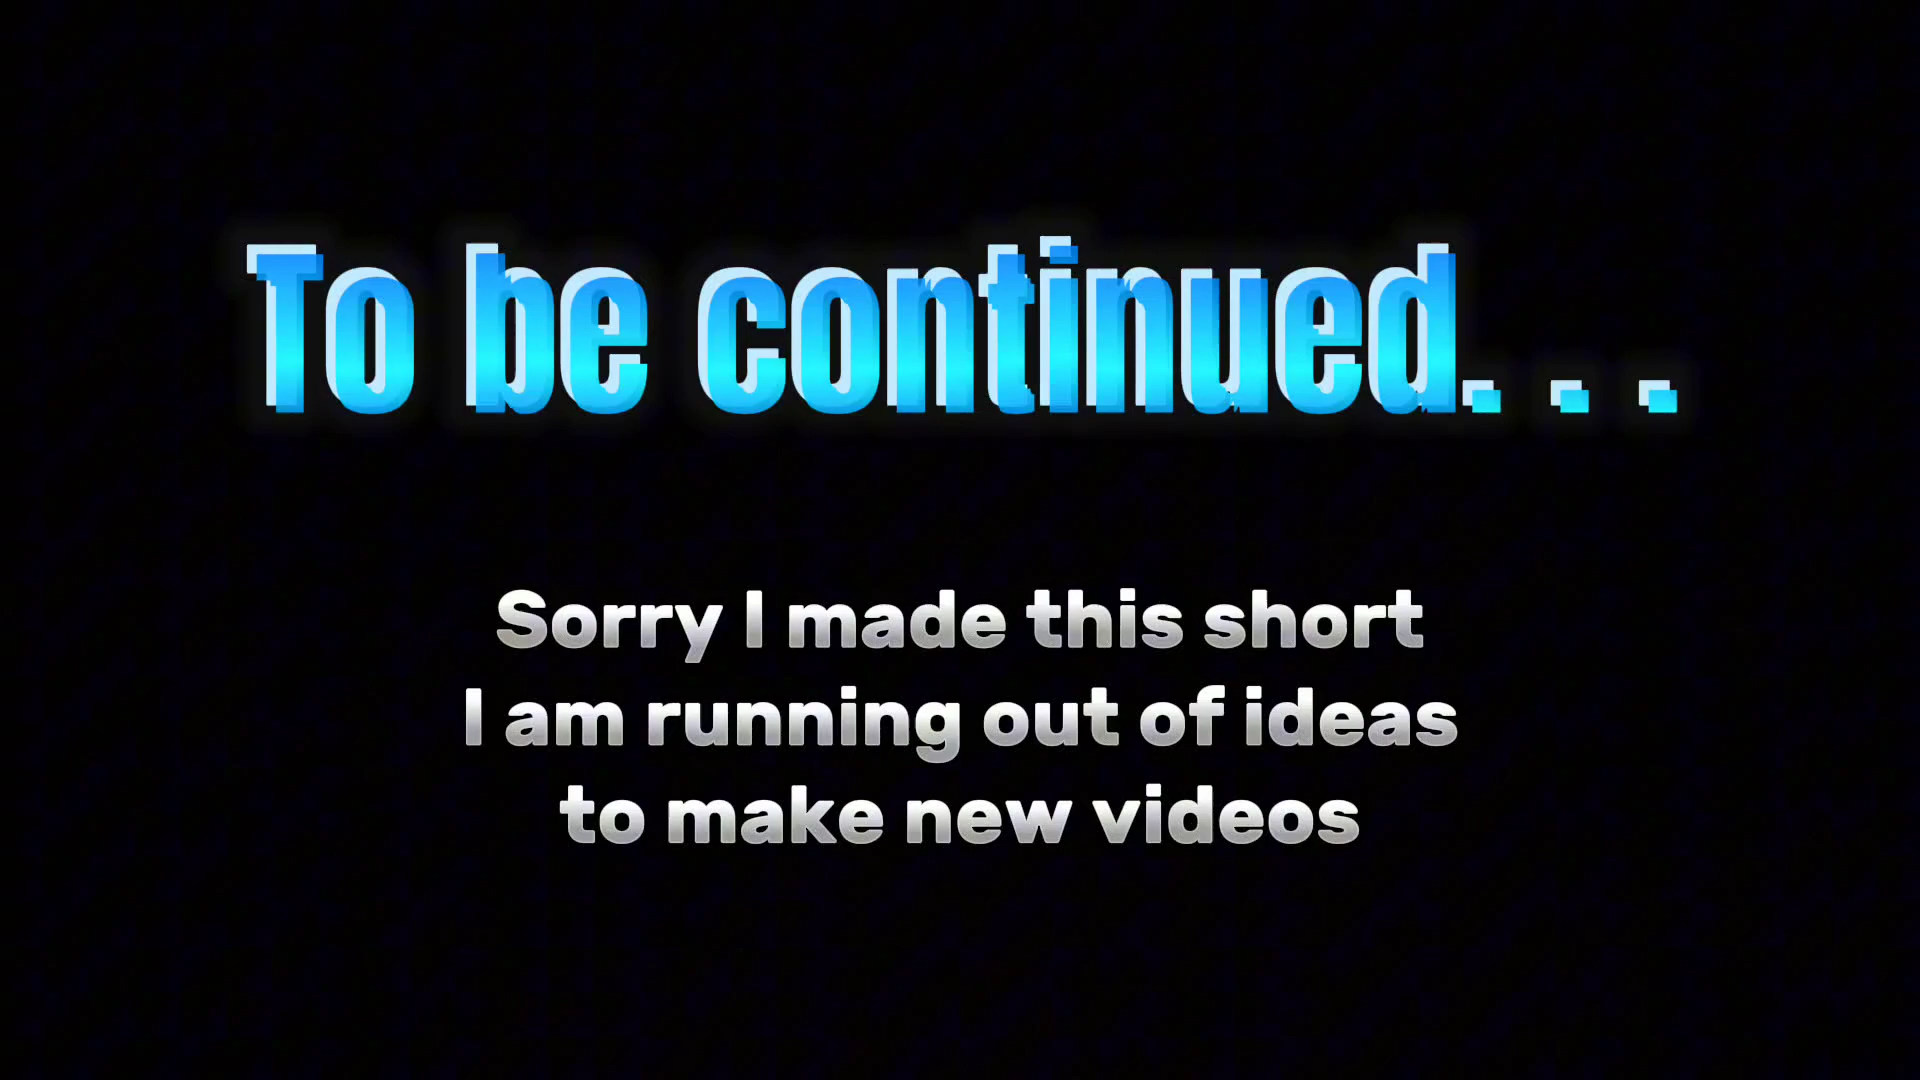 To be continued. . .
Sorry I made this short
I am running out of ideas
to make new videos